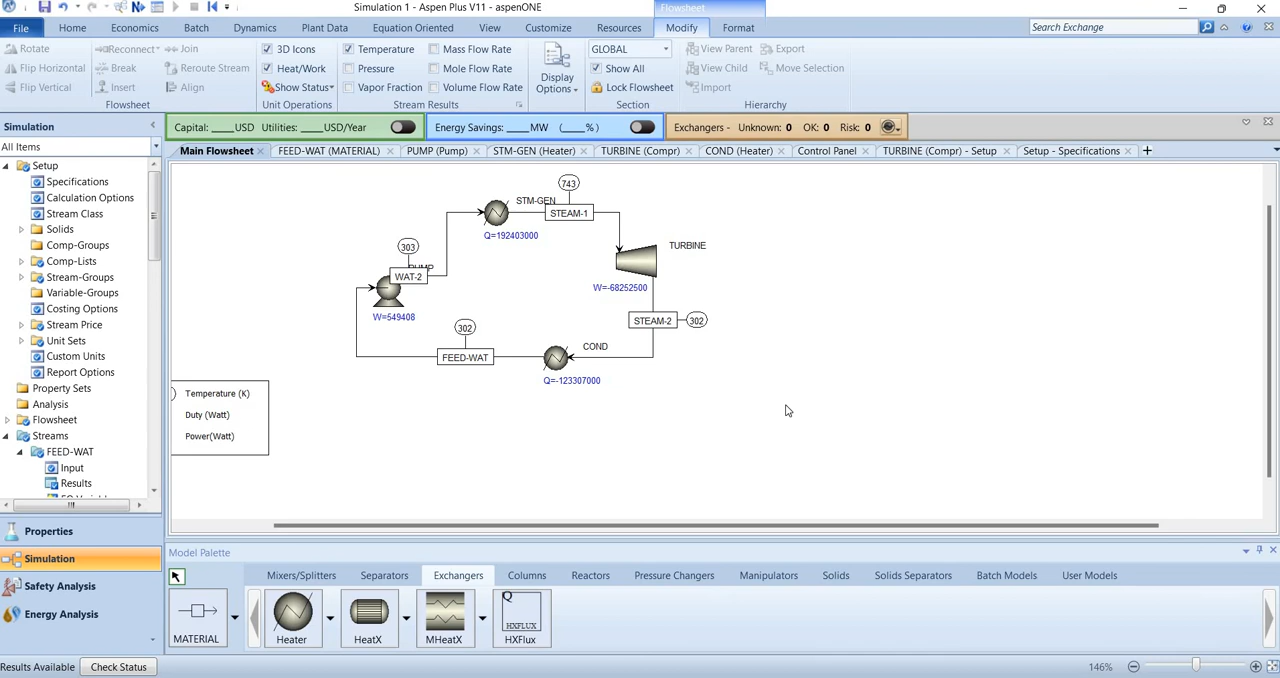 Simulation 1 - Aspen Plus V11 - aspenONE
Flowsheet
File Home Economics Batch Dynamics Plant Data Equation Oriented View Customize Resources Modify Format Search Exchange
Rotate Reconnect Join 3D Icons Temperature Mass Flow Rate GLOBAL View Parent Export
Flip Horizontal Break Reroute Stream Heat/Work Pressure Mole Flow Rate Display Options Show All View Child Move Selection
Flip Vertical Insert Align Show Status Vapor Fraction Volume Flow Rate Lock Flowsheet Import
Flowsheet Unit Operations Stream Results Section Hierarchy
Simulation
Capital: ____USD Utilities: ____USD/Year Energy Savings: ____MW (____%) Exchangers - Unknown: 0 OK: 0 Risk: 0
All Items
Main Flowsheet FEED-WAT (MATERIAL) PUMP (Pump) STM-GEN (Heater) TURBINE (Compr) COND (Heater) Control Panel TURBINE (Compr) - Setup Setup - Specifications
Setup
Specifications
Calculation Options
Stream Class
Solids
Comp-Groups
Comp-Lists
Stream-Groups
Variable-Groups
Costing Options
Stream Price
Unit Sets
Custom Units
Report Options
Property Sets
Analysis
Flowsheet
Streams
FEED-WAT
Input
Results
743
STM-GEN
STEAM-1
Q=192403000
303
PUMP
WAT-2
W=549408
TURBINE
W=-68252500
STEAM-2
302
302
FEED-WAT
COND
Q=-123307000
Temperature (K)
Duty (Watt)
Power(Watt)
Properties
Simulation
Safety Analysis
Energy Analysis
Model Palette
Mixers/Splitters Separators Exchangers Columns Reactors Pressure Changers Manipulators Solids Solids Separators Batch Models User Models
Q
HXFLUX
MATERIAL Heater HeatX MHeatX HXFlux
Results Available Check Status 146%